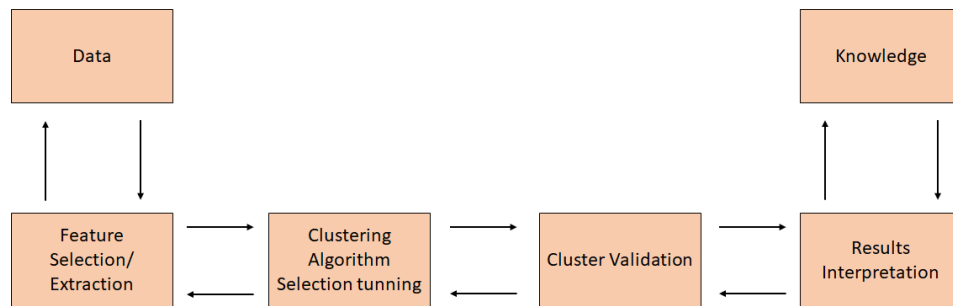 Data
Knowledge
Feature
Selection/
Extraction
Clustering
Algorithm
Selection tunning
Cluster Validation
Results
Interpretation